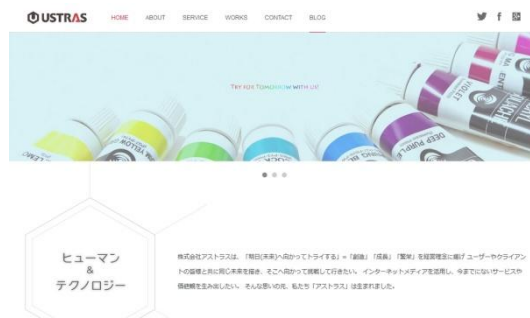 USTRAS HOME ABOUT SERVICE WORKS CONTACT BLOG
TRY FOR TOMORROW WITH US!
VIOLET
DEEP PURPLE
ヒューマン
&
テクノロジー
株式会社アストラスは、「明日(未来)へ向かってトライする」=「創造」「成長」「繁栄」を経営理念に掲げ ユーザーやクライアン
トの皆様と共に同じ未来を描き、そこへ向かって挑戦して行きたい。 インターネットメディアを活用し、今までにないサービスや
価値観を生み出したい。 そんな想いの元、私たち「アストラス」は生まれました。